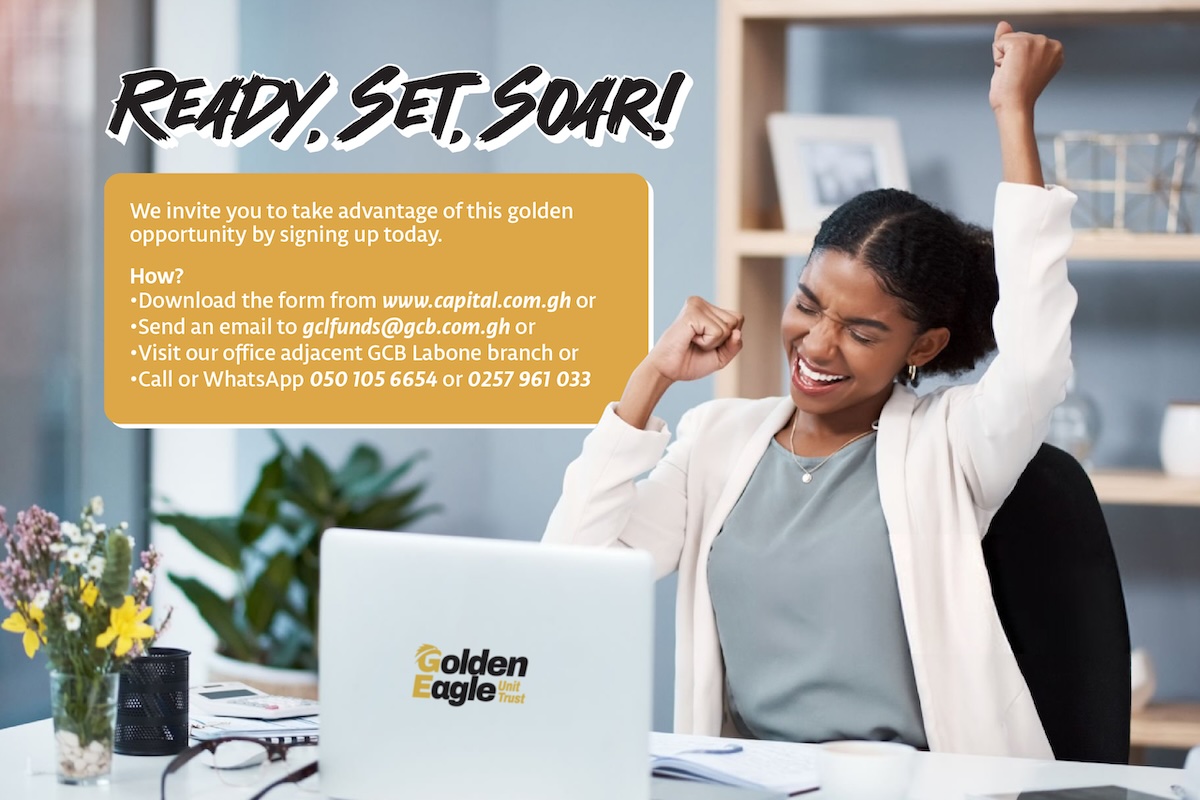 READY, SET, SOAR!
We invite you to take advantage of this golden
opportunity by signing up today.
How?
•Download the form from www.capital.com.gh or
•Send an email to gclfunds@gcb.com.gh or
•Visit our office adjacent GCB Labone branch or
•Call or WhatsApp 050 105 6654 or 0257 961 033
Golden
Eagle Unit
Trust